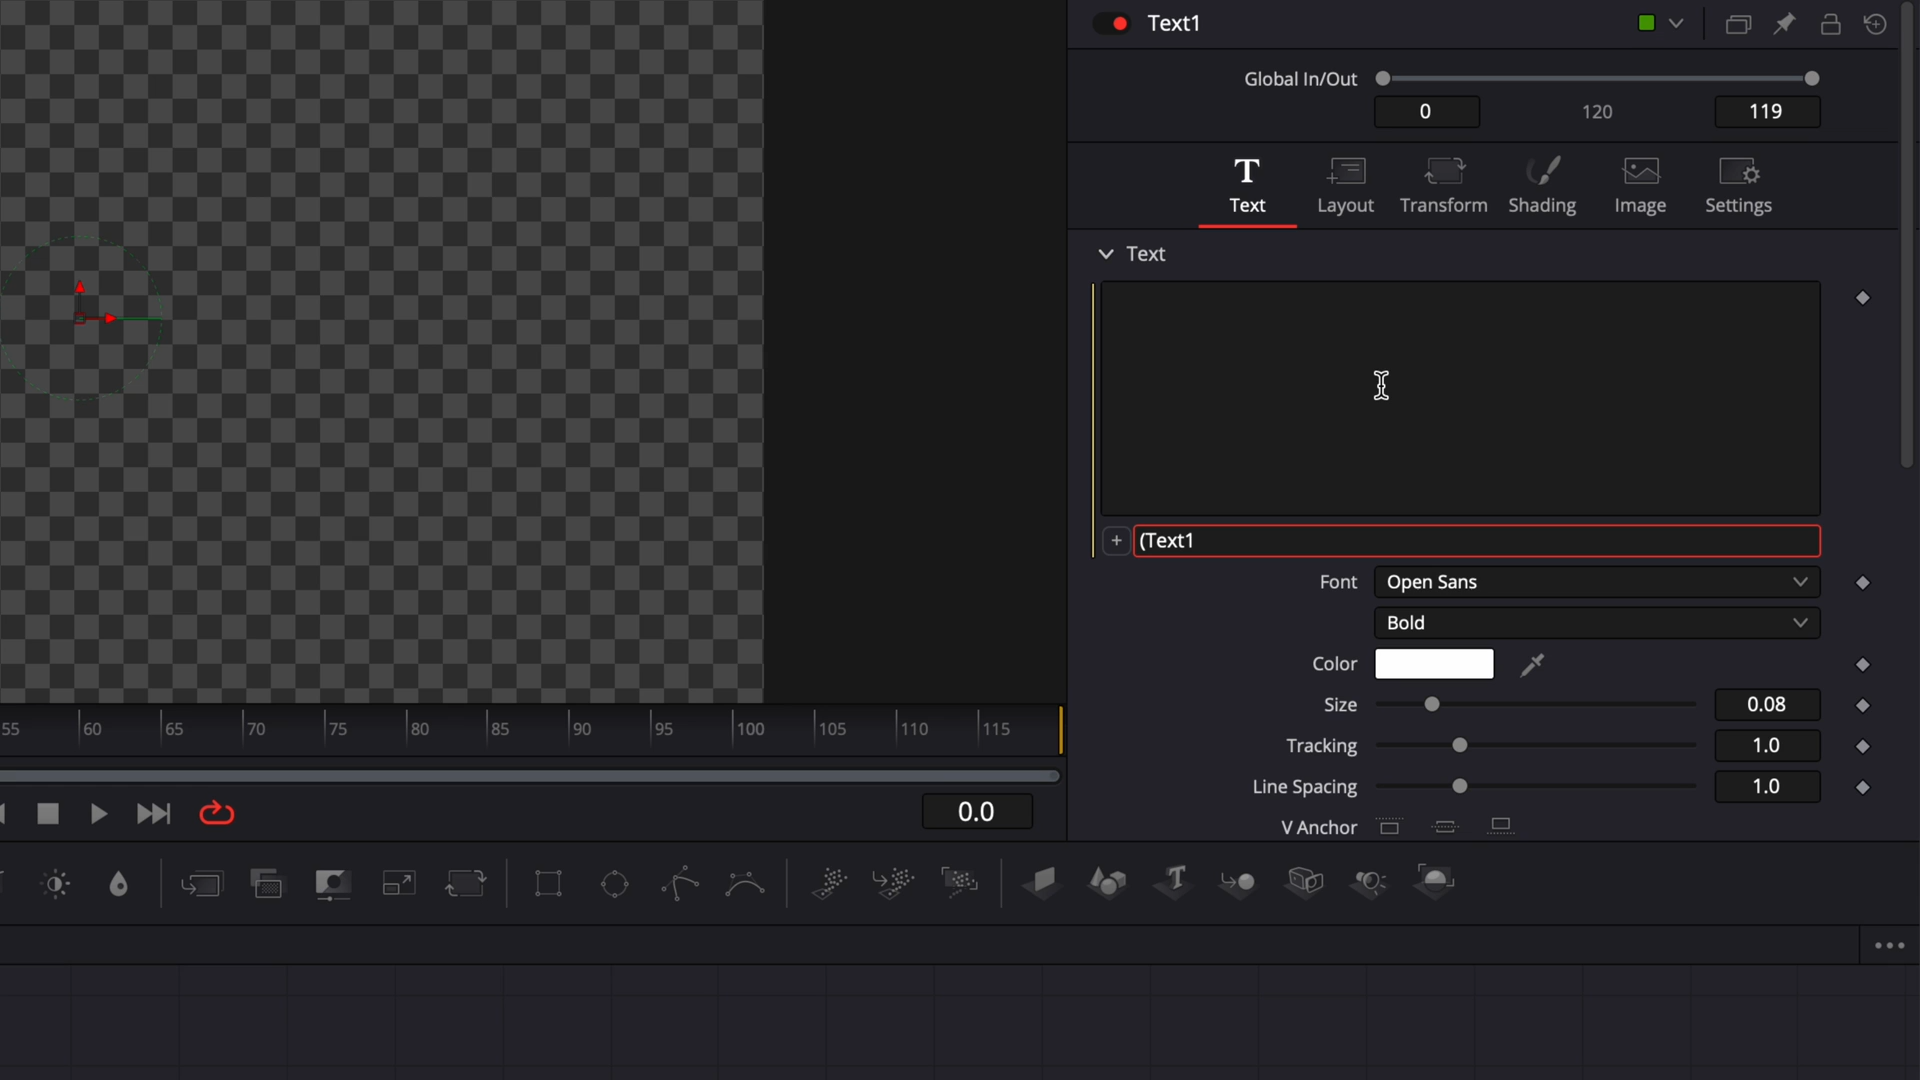 Text1
Global In/Out
0 120 119
Text Layout Transform Shading Image Settings
Text
+ (Text1
Font Open Sans
Bold
Color
Size 0.08
Tracking 1.0
Line Spacing 1.0
V Anchor
55 60 65 70 75 80 85 90 95 100 105 110 115
0.0